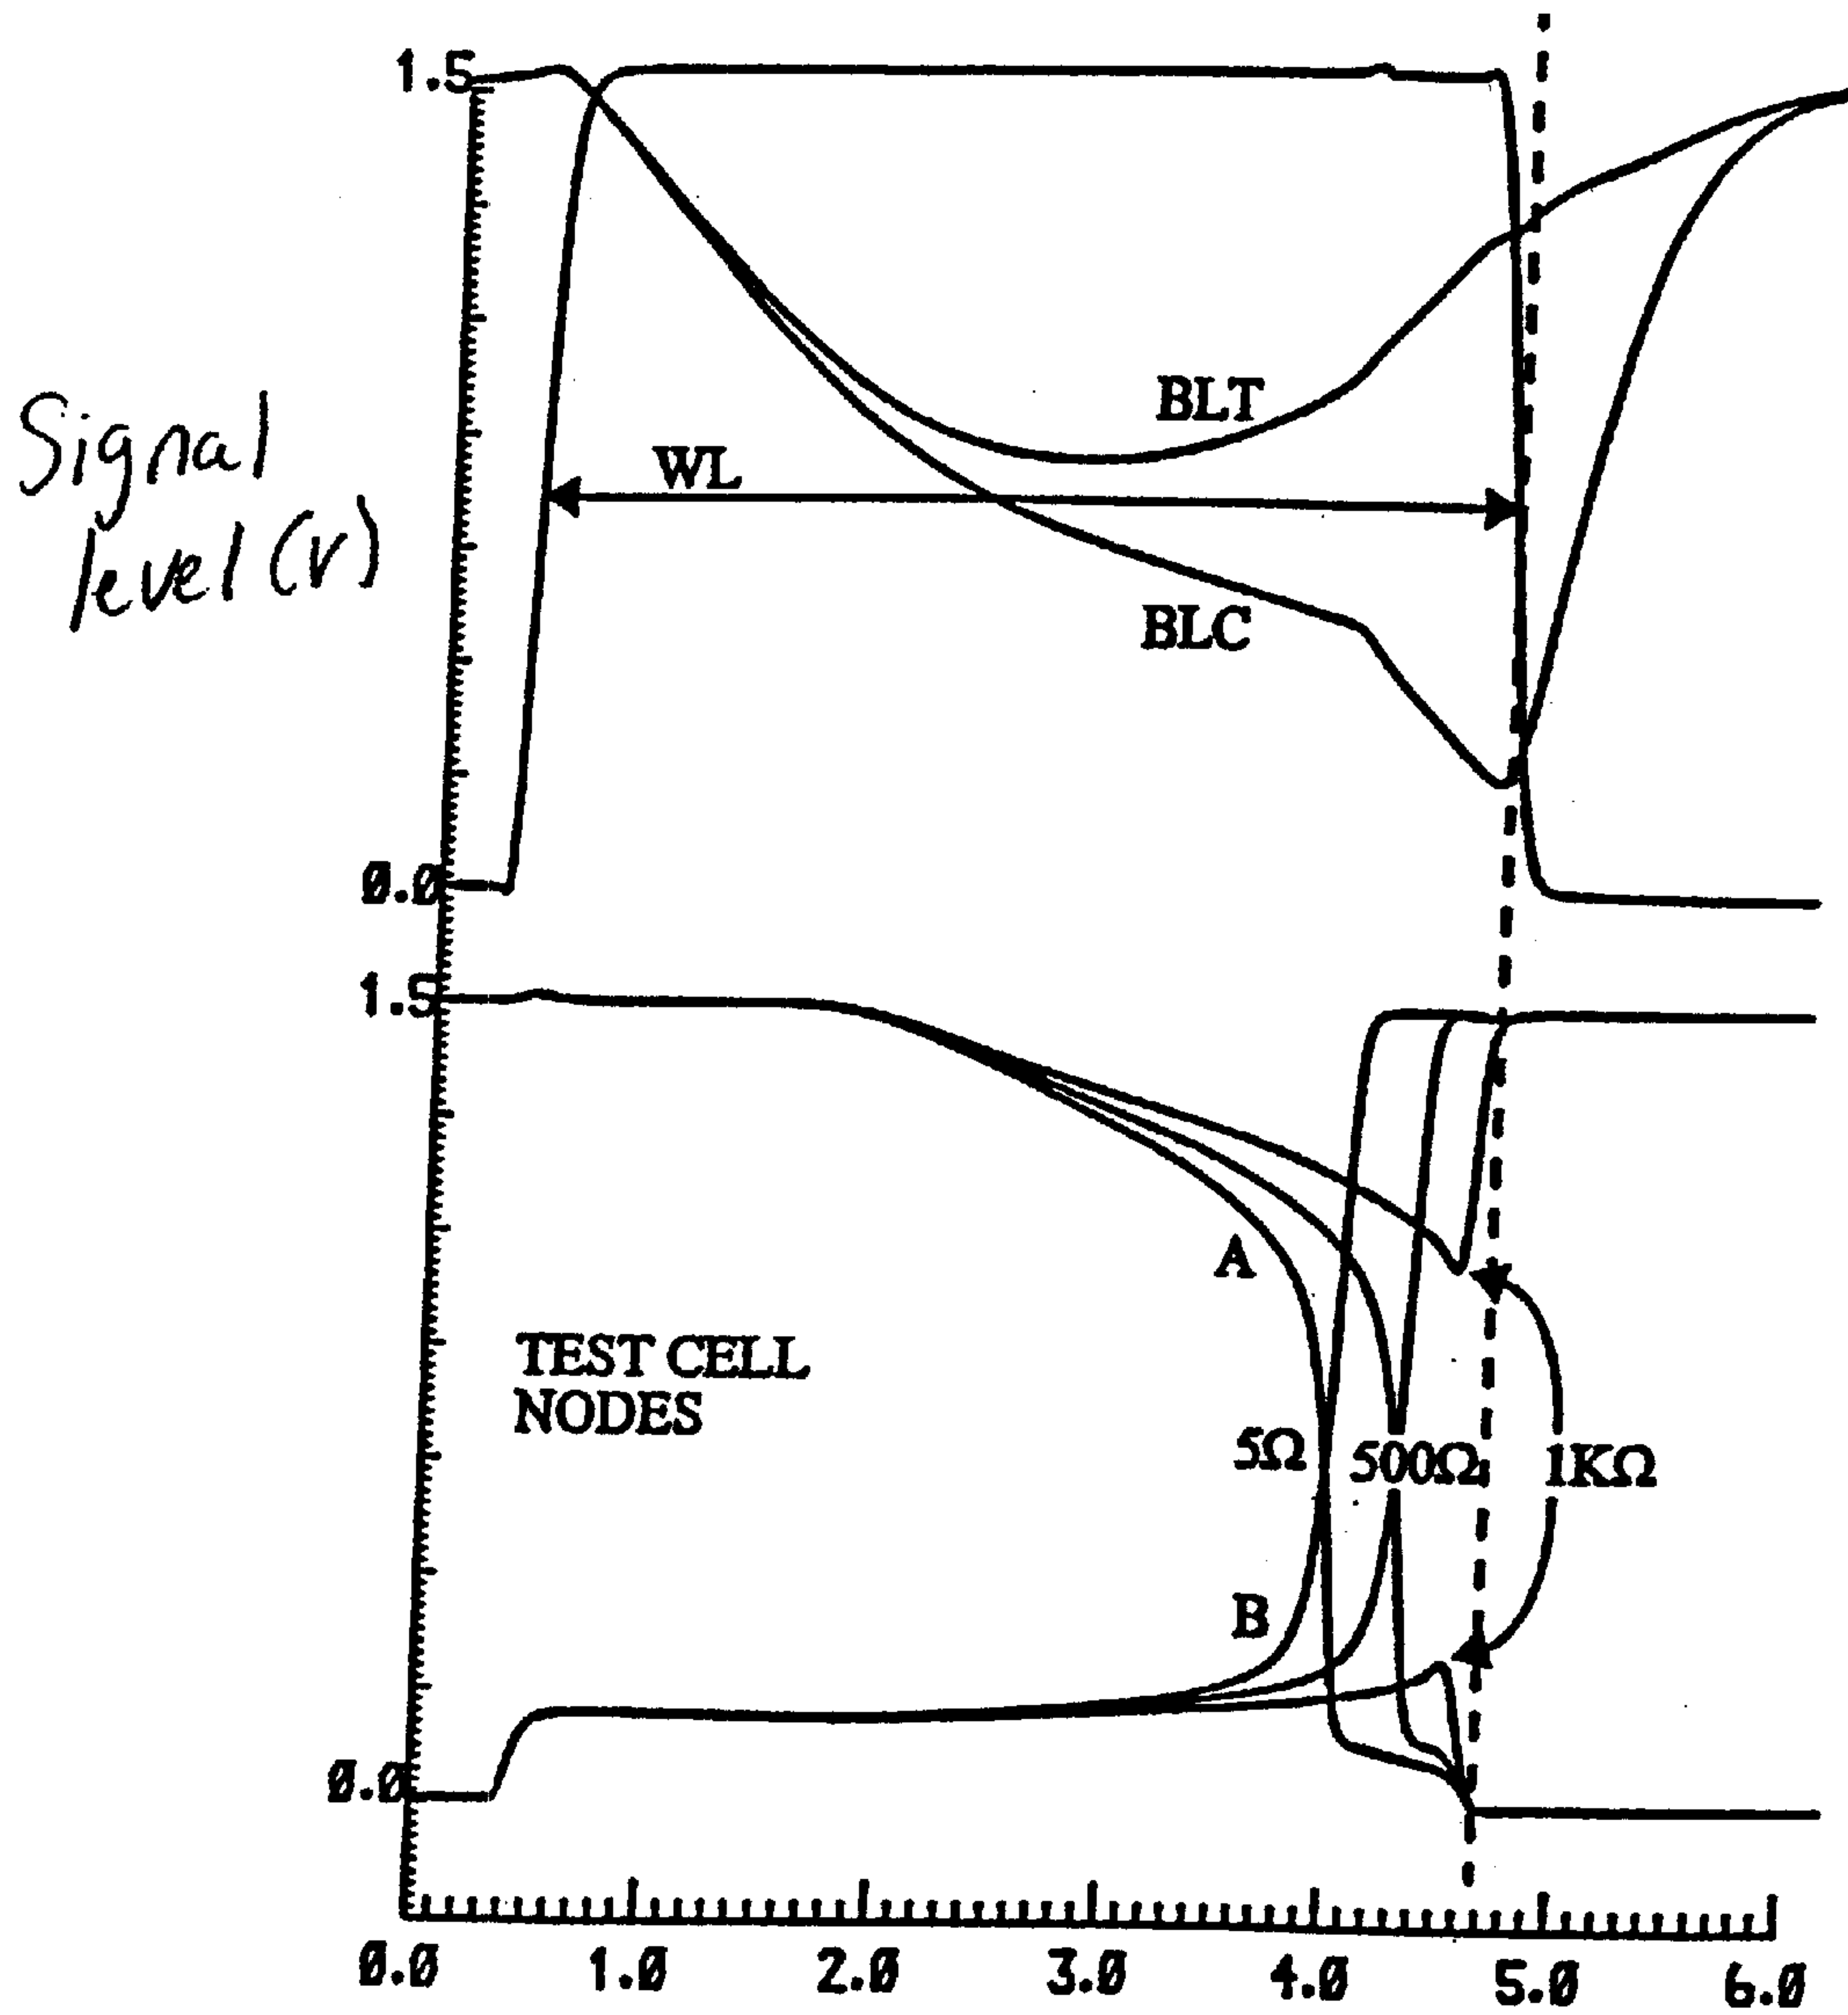 1.5
Signal
level (V)
BLT
WL
BLC
0.0
1.5
A
TEST CELL
NODES
5Ω 500Ω 1KΩ
B
0.0
0.0 1.0 2.0 3.0 4.0 5.0 6.0